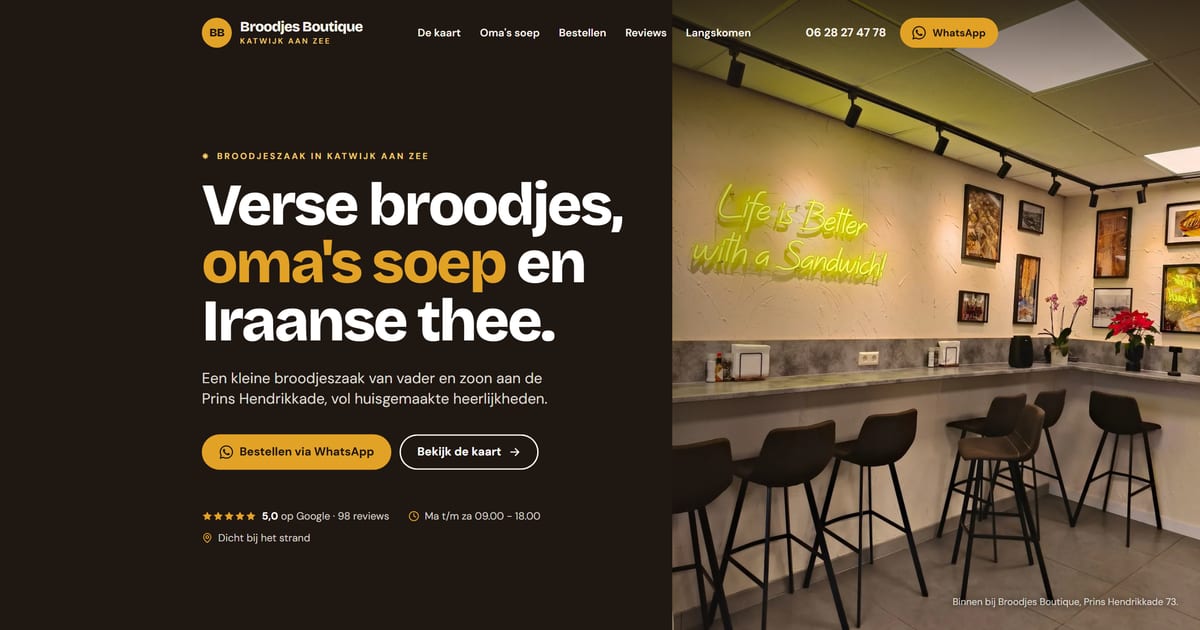 BB
Broodjes Boutique
KATWIJK AAN ZEE
De kaart Oma's soep Bestellen Reviews Langskomen
06 28 27 47 78
WhatsApp
BROODJESZAAK IN KATWIJK AAN ZEE
Verse broodjes,
oma's soep en
Iraanse thee.
Een kleine broodjeszaak van vader en zoon aan de
Prins Hendrikkade, vol huisgemaakte heerlijkheden.
Bestellen via WhatsApp
Bekijk de kaart →
5,0 op Google · 98 reviews
Ma t/m za 09.00 – 18.00
Dicht bij het strand
Life is Better
with a Sandwich!
Binnen bij Broodjes Boutique, Prins Hendrikkade 73.